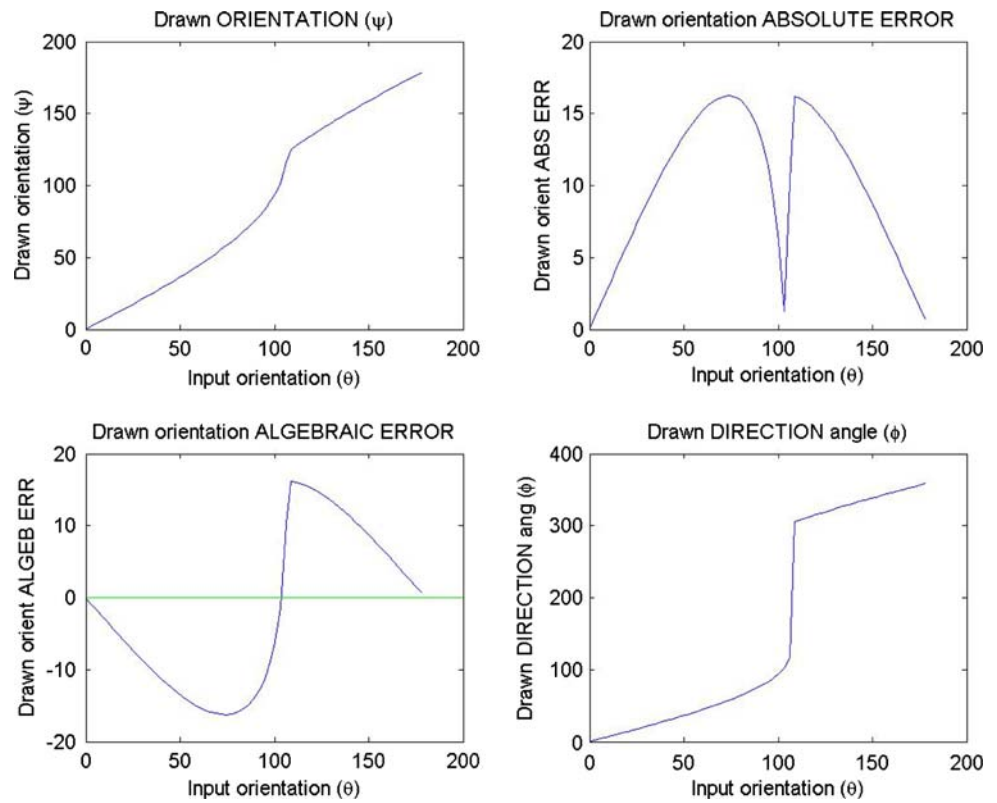 Drawn ORIENTATION (ψ)
200
150
100
50
0
Drawn orientation (ψ)
0 50 100 150 200
Input orientation (θ)
Drawn orientation ABSOLUTE ERROR
20
15
10
5
0
Drawn orient ABS ERR
0 50 100 150 200
Input orientation (θ)
Drawn orientation ALGEBRAIC ERROR
20
10
0
-10
-20
Drawn orient ALGEB ERR
0 50 100 150 200
Input orientation (θ)
Drawn DIRECTION angle (ϕ)
400
300
200
100
0
Drawn DIRECTION ang (ϕ)
0 50 100 150 200
Input orientation (θ)